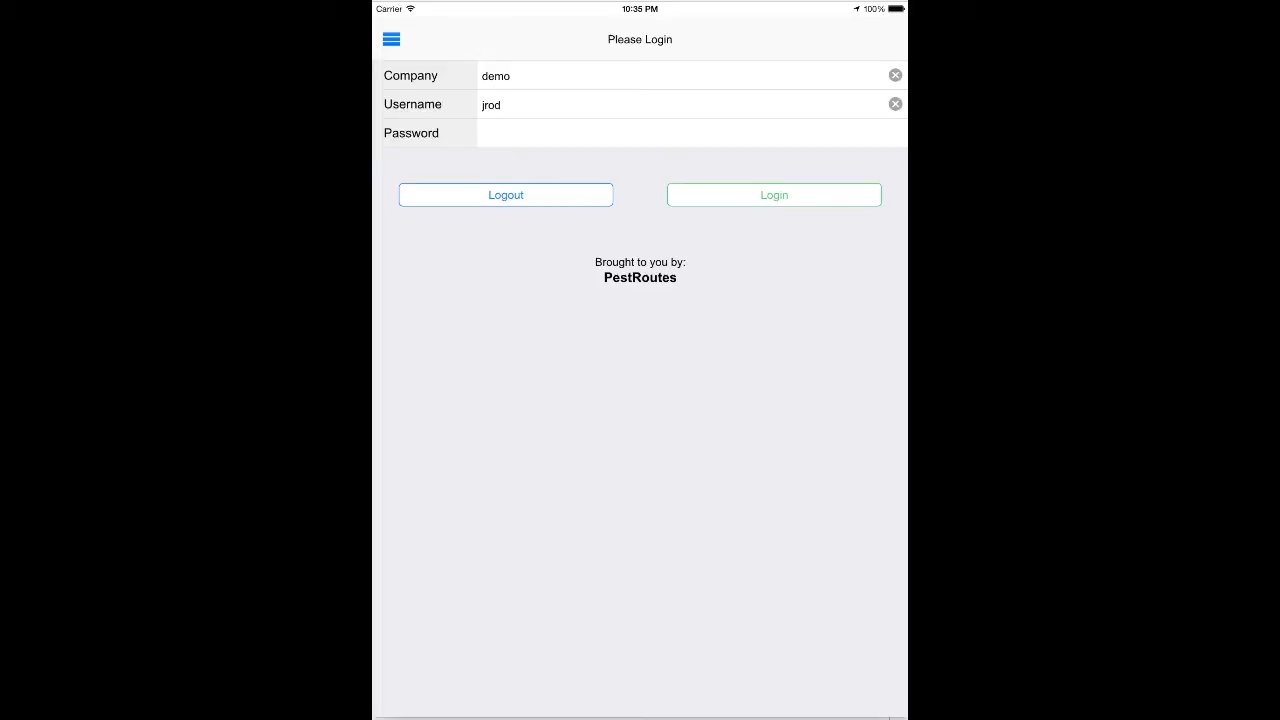 Carrier 10:35 PM 100%
Please Login
Company demo
Username jrod
Password
Logout Login
Brought to you by:
PestRoutes